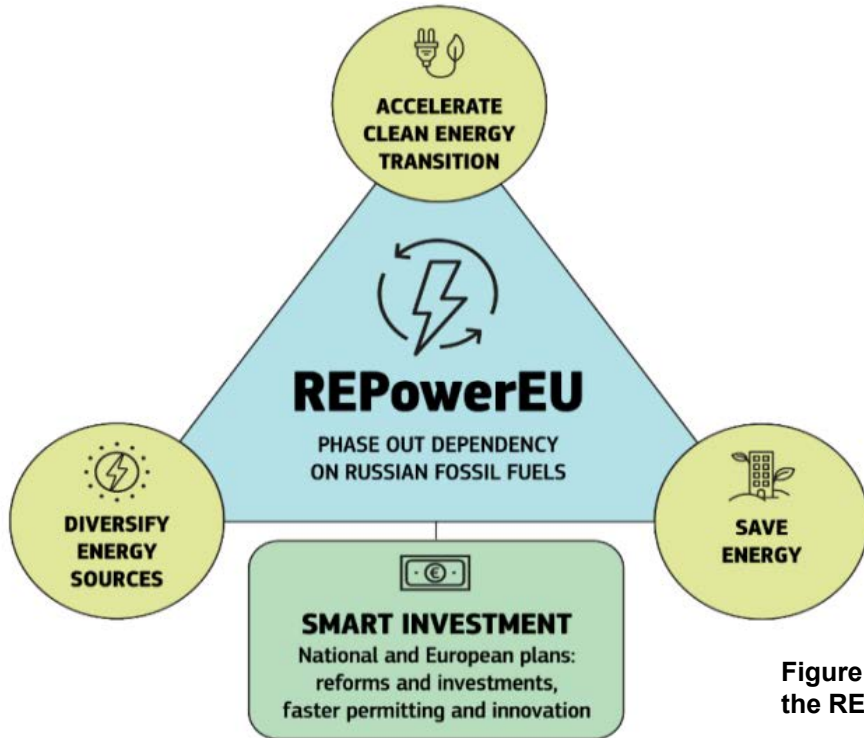 ACCELERATE
CLEAN ENERGY
TRANSITION
REPowerEU
PHASE OUT DEPENDENCY
ON RUSSIAN FOSSIL FUELS
DIVERSIFY
ENERGY
SOURCES
SAVE
ENERGY
€
SMART INVESTMENT
National and European plans:
reforms and investments,
faster permitting and innovation
Figure
the RE